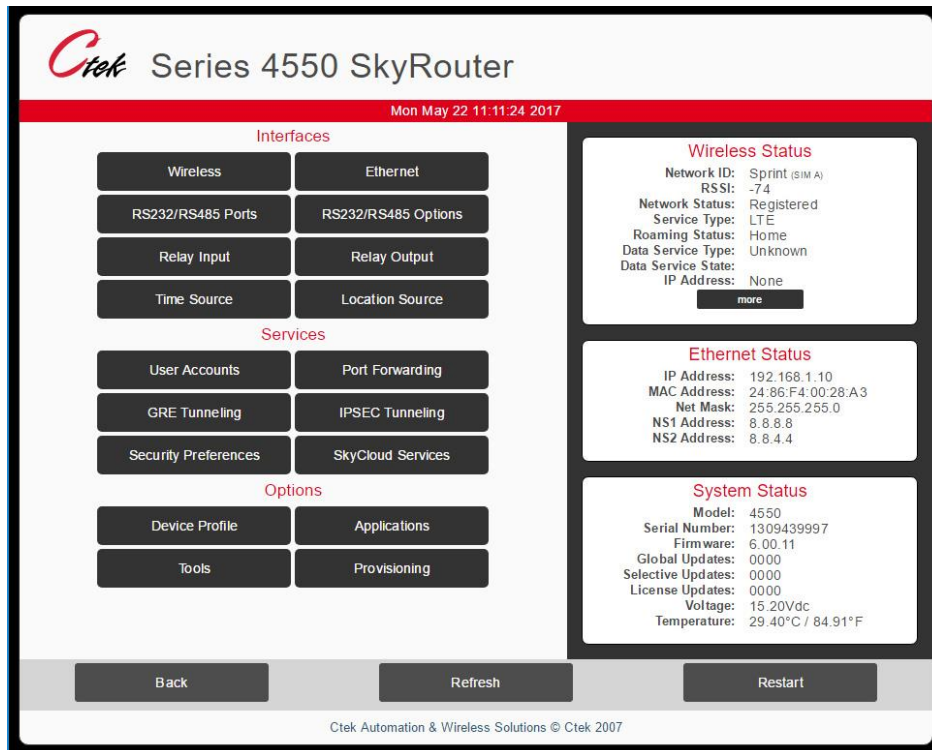 Ctek Series 4550 SkyRouter
Mon May 22 11:11:24 2017
Interfaces
Wireless
Ethernet
RS232/RS485 Ports
RS232/RS485 Options
Relay Input
Relay Output
Time Source
Location Source
Services
User Accounts
Port Forwarding
GRE Tunneling
IPSEC Tunneling
Security Preferences
SkyCloud Services
Options
Device Profile
Applications
Tools
Provisioning
Wireless Status
Network ID: Sprint (SIM A)
RSSI: -74
Network Status: Registered
Service Type: LTE
Roaming Status: Home
Data Service Type: Unknown
Data Service State:
IP Address: None
more
Ethernet Status
IP Address: 192.168.1.10
MAC Address: 24:86:F4:00:28:A3
Net Mask: 255.255.255.0
NS1 Address: 8.8.8.8
NS2 Address: 8.8.4.4
System Status
Model: 4550
Serial Number: 1309439997
Firmware: 6.00.11
Global Updates: 0000
Selective Updates: 0000
License Updates: 0000
Voltage: 15.20Vdc
Temperature: 29.40°C / 84.91°F
Back
Refresh
Restart
Ctek Automation & Wireless Solutions © Ctek 2007